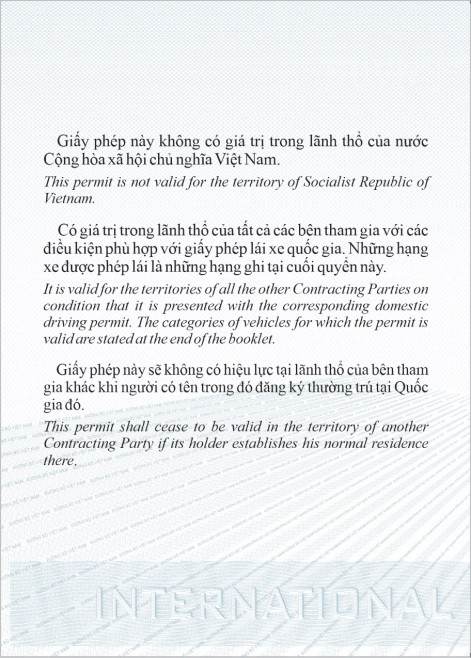 Giấy phép này không có giá trị trong lãnh thổ của nước
Cộng hòa xã hội chủ nghĩa Việt Nam.
This permit is not valid for the territory of Socialist Republic of
Vietnam.
Có giá trị trong lãnh thổ của tất cả các bên tham gia với các
điều kiện phù hợp với giấy phép lái xe quốc gia. Những hạng
xe được phép lái là những hạng ghi tại cuối quyển này.
It is valid for the territories of all the other Contracting Parties on
condition that it is presented with the corresponding domestic
driving permit. The categories of vehicles for which the permit is
valid are stated at the end of the booklet.
Giấy phép này sẽ không có hiệu lực tại lãnh thổ của bên tham
gia khác khi người có tên trong đó đăng ký thường trú tại Quốc
gia đó.
This permit shall cease to be valid in the territory of another
Contracting Party if its holder establishes his normal residence
there.
INTERNATIONAL